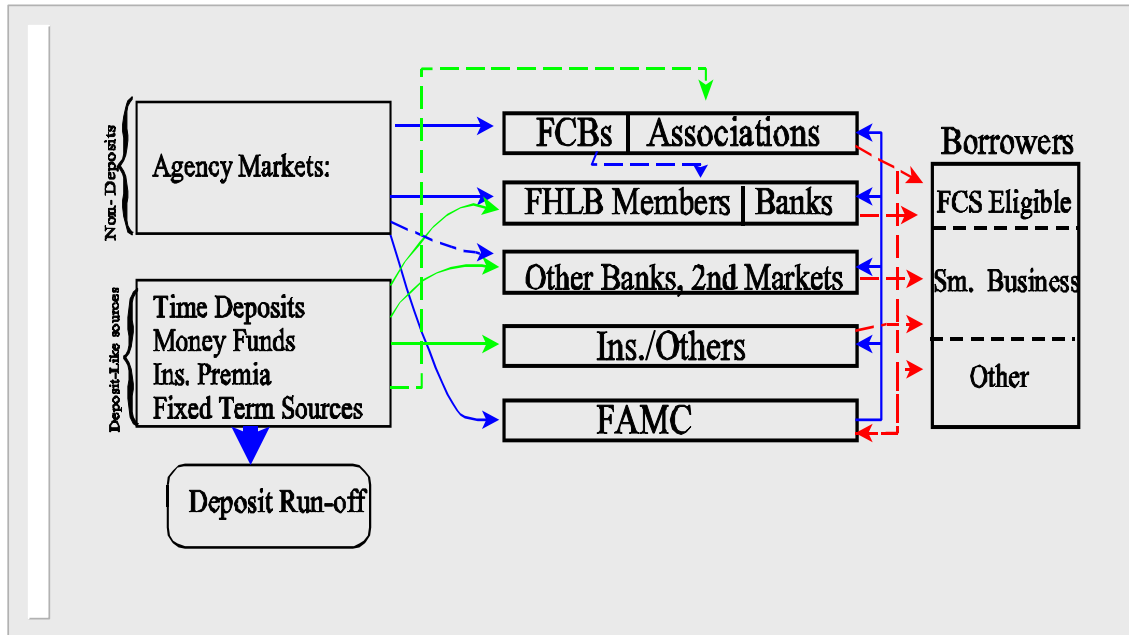 Non- Deposits
Agency Markets:
Deposit-Like sources
Time Deposits
Money Funds
Ins. Premia
Fixed Term Sources
Deposit Run-off
FCBs
Associations
FHLB Members
Banks
Other Banks, 2nd Markets
Ins./Others
FAMC
Borrowers
FCS Eligible
Sm. Business
Other